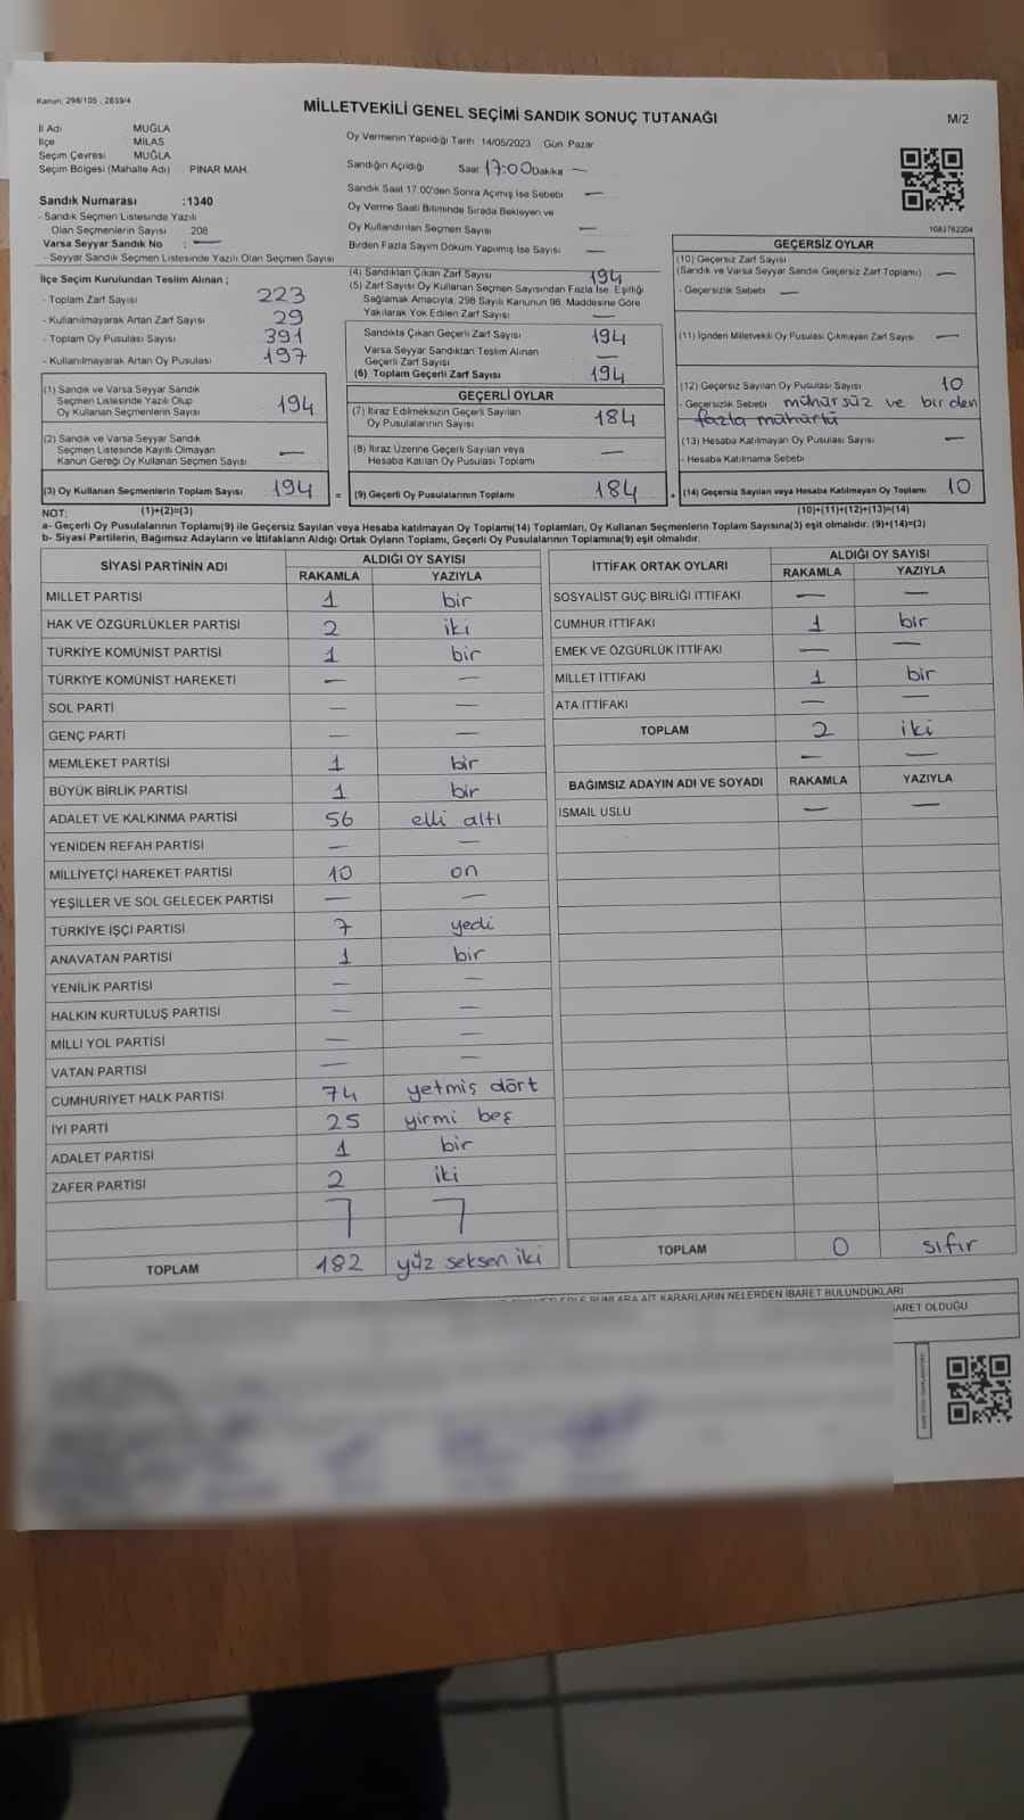 Kanun: 298/105 , 2839/4
MİLLETVEKİLİ GENEL SEÇİMİ SANDIK SONUÇ TUTANAĞI
M/2
İl Adı MUĞLA
İlçe MİLAS
Seçim Çevresi MUĞLA
Seçim Bölgesi (Mahalle Adı) PINAR MAH.
Sandık Numarası :1340
- Sandık Seçmen Listesinde Yazılı
Olan Seçmenlerin Sayısı 208
Varsa Seyyar Sandık No : —
- Seyyar Sandık Seçmen Listesinde Yazılı Olan Seçmen Sayısı
Oy Vermenin Yapıldığı Tarih 14/05/2023 Gün Pazar
Sandığın Açıldığı Saat 17:00 Dakika —
Sandık Saat 17.00'den Sonra Açılmış İse Sebebi —
Oy Verme Saati Bitiminde Sırada Bekleyen ve
Oy Kullandırılan Seçmen Sayısı —
Birden Fazla Sayım Döküm Yapılmış İse Sayısı —
1083762204
İlçe Seçim Kurulundan Teslim Alınan ;
- Toplam Zarf Sayısı 223
- Kullanılmayarak Artan Zarf Sayısı 29
- Toplam Oy Pusulası Sayısı 391
- Kullanılmayarak Artan Oy Pusulası 197
(1) Sandık ve Varsa Seyyar Sandık
Seçmen Listesinde Yazılı Olup
Oy Kullanan Seçmenlerin Sayısı 194
(2) Sandık ve Varsa Seyyar Sandık
Seçmen Listesinde Kayıtlı Olmayan
Kanun Gereği Oy Kullanan Seçmen Sayısı —
(3) Oy Kullanan Seçmenlerin Toplam Sayısı 194 =
(4) Sandıktan Çıkan Zarf Sayısı 194
(5) Zarf Sayısı Oy Kullanan Seçmen Sayısından Fazla İse, Eşitliği
Sağlamak Amacıyla, 298 Sayılı Kanunun 98. Maddesine Göre
Yakılarak Yok Edilen Zarf Sayısı —
Sandıkta Çıkan Geçerli Zarf Sayısı 194
Varsa Seyyar Sandıktan Teslim Alınan
Geçerli Zarf Sayısı —
(6) Toplam Geçerli Zarf Sayısı 194
GEÇERLİ OYLAR
(7) İtiraz Edilmeksizin Geçerli Sayılan
Oy Pusulalarının Sayısı 184
(8) İtiraz Üzerine Geçerli Sayılan veya
Hesaba Katılan Oy Pusulası Toplamı —
(9) Geçerli Oy Pusulalarının Toplamı 184
GEÇERSİZ OYLAR
(10) Geçersiz Zarf Sayısı
(Sandık ve Varsa Seyyar Sandık Geçersiz Zarf Toplamı) —
- Geçersizlik Sebebi —
(11) İçinden Milletvekili Oy Pusulası Çıkmayan Zarf Sayısı —
(12) Geçersiz Sayılan Oy Pusulası Sayısı 10
- Geçersizlik Sebebi mühürsüz ve birden
fazla mühürlü
(13) Hesaba Katılmayan Oy Pusulası Sayısı —
- Hesaba Katılmama Sebebi
(14) Geçersiz Sayılan veya Hesaba Katılmayan Oy Toplamı 10
NOT: (1)+(2)=(3) (10)+(11)+(12)+(13)=(14)
a- Geçerli Oy Pusulalarının Toplamı(9) ile Geçersiz Sayılan veya Hesaba katılmayan Oy Toplamı(14) Toplamları, Oy Kullanan Seçmenlerin Toplam Sayısına(3) eşit olmalıdır. (9)+(14)=(3)
b- Siyasi Partilerin, Bağımsız Adayların ve İttifakların Aldığı Ortak Oyların Toplamı, Geçerli Oy Pusulalarının Toplamına(9) eşit olmalıdır.
SİYASİ PARTİNİN ADI ALDIĞI OY SAYISI
RAKAMLA YAZIYLA
MİLLET PARTİSİ 1 bir
HAK VE ÖZGÜRLÜKLER PARTİSİ 2 iki
TÜRKİYE KOMÜNİST PARTİSİ 1 bir
TÜRKİYE KOMÜNİST HAREKETİ — —
SOL PARTİ — —
GENÇ PARTİ — —
MEMLEKET PARTİSİ 1 bir
BÜYÜK BİRLİK PARTİSİ 1 bir
ADALET VE KALKINMA PARTİSİ 56 elli altı
YENİDEN REFAH PARTİSİ — —
MİLLİYETÇİ HAREKET PARTİSİ 10 on
YEŞİLLER VE SOL GELECEK PARTİSİ — —
TÜRKİYE İŞÇİ PARTİSİ 7 yedi
ANAVATAN PARTİSİ 1 bir
YENİLİK PARTİSİ — —
HALKIN KURTULUŞ PARTİSİ — —
MİLLİ YOL PARTİSİ — —
VATAN PARTİSİ — —
CUMHURİYET HALK PARTİSİ 74 yetmiş dört
İYİ PARTİ 25 yirmi beş
ADALET PARTİSİ 1 bir
ZAFER PARTİSİ 2 iki
TOPLAM 182 yüz seksen iki
İTTİFAK ORTAK OYLARI ALDIĞI OY SAYISI
RAKAMLA YAZIYLA
SOSYALİST GÜÇ BİRLİĞİ İTTİFAKI — —
CUMHUR İTTİFAKI 1 bir
EMEK VE ÖZGÜRLÜK İTTİFAKI — —
MİLLET İTTİFAKI 1 bir
ATA İTTİFAKI — —
TOPLAM 2 iki
— —
BAĞIMSIZ ADAYIN ADI VE SOYADI RAKAMLA YAZIYLA
İSMAİL USLU — —
TOPLAM 0 sıfır
BUNLARA AİT KARARLARIN NELERDEN İBARET BULUNDUKLARI
OLDUĞU